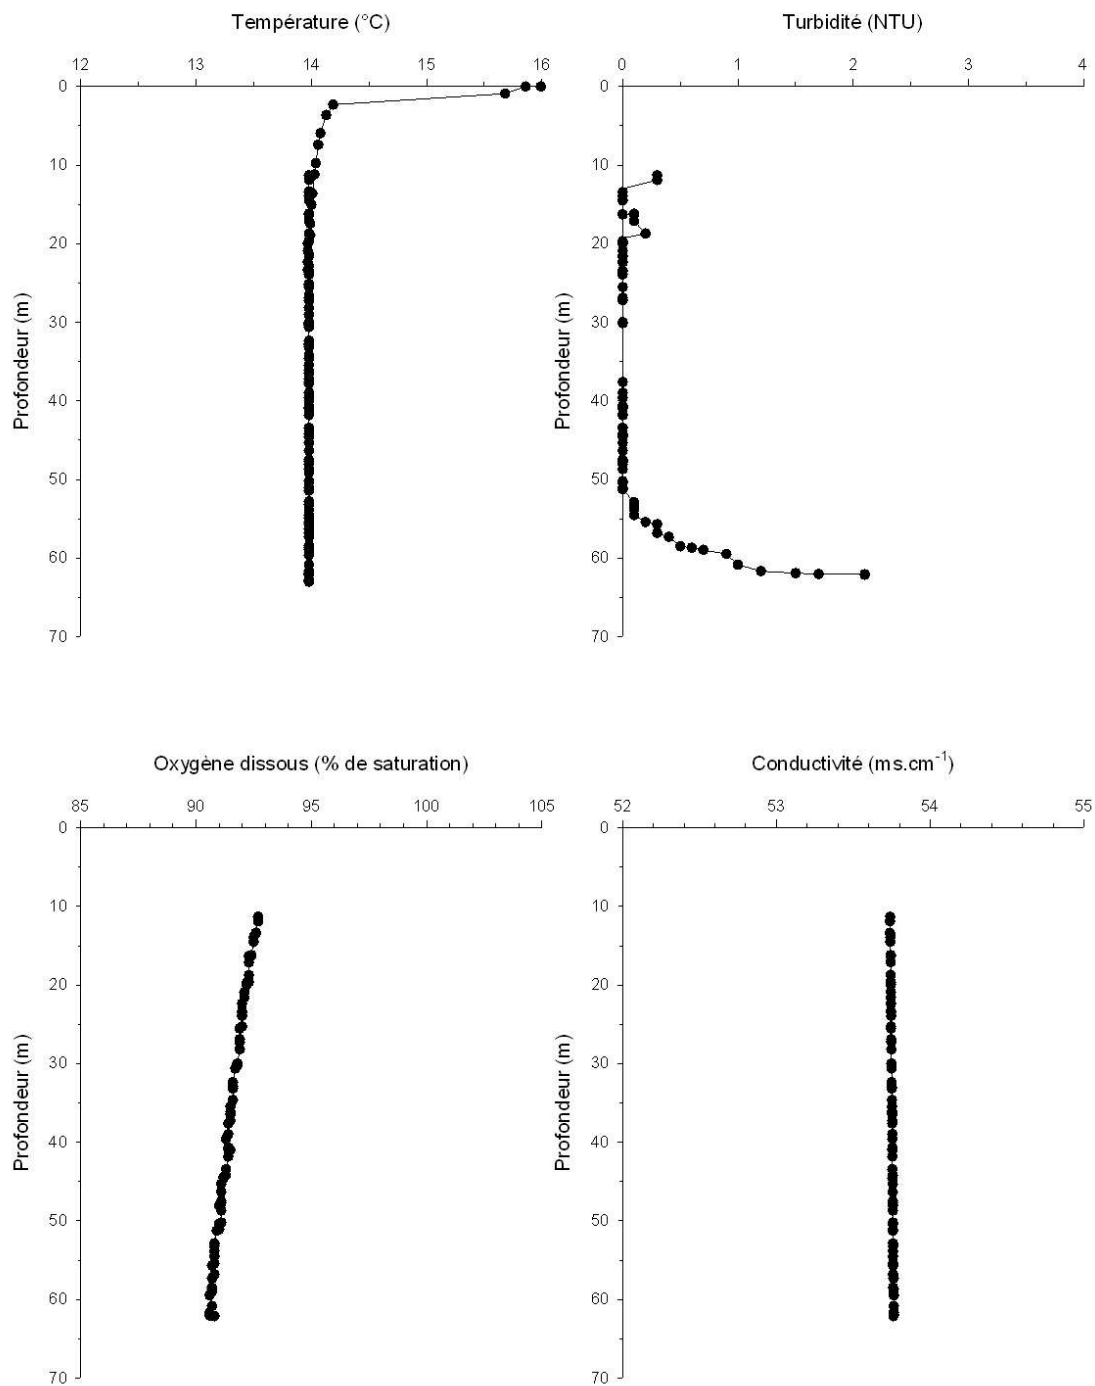 Température (°C)
12 13 14 15 16
0
10
20
30
40
50
60
70
Profondeur (m)
Turbidité (NTU)
0 1 2 3 4
0
10
20
30
40
50
60
70
Profondeur (m)
Oxygène dissous (% de saturation)
85 90 95 100 105
0
10
20
30
40
50
60
70
Profondeur (m)
Conductivité (ms.cm⁻¹)
52 53 54 55
0
10
20
30
40
50
60
70
Profondeur (m)